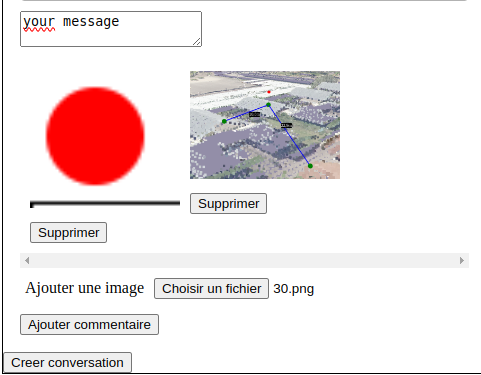 your message
Supprimer
Supprimer
Ajouter une image Choisir un fichier 30.png
Ajouter commentaire
Creer conversation